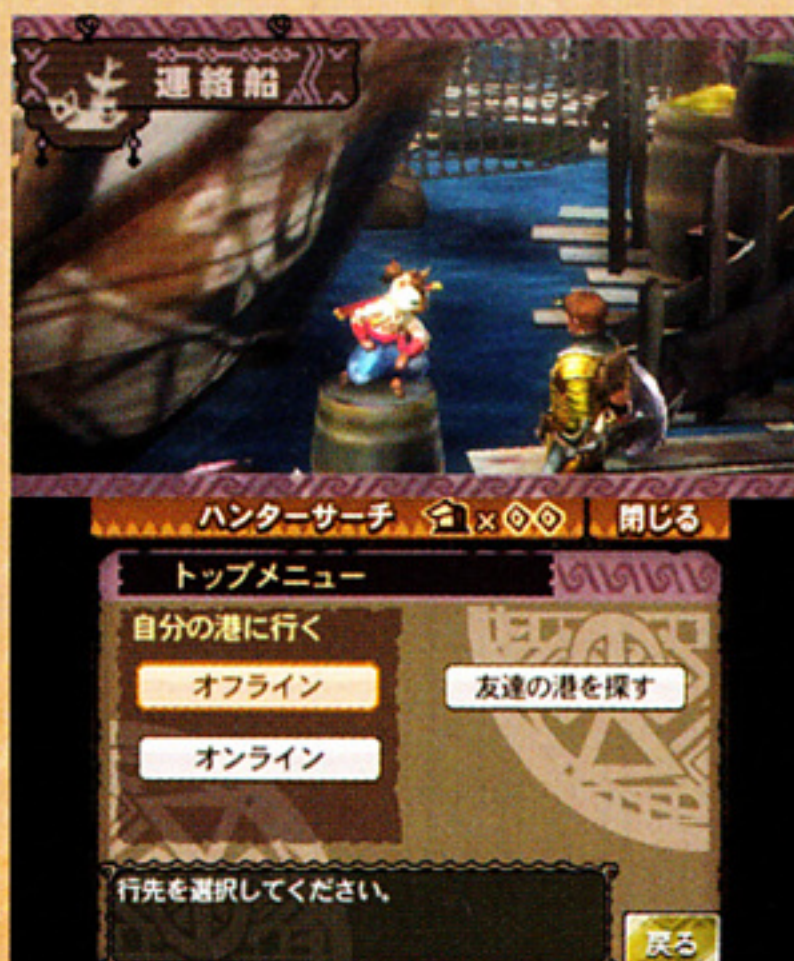 連絡船
ハンターサーチ ×◇◇ 閉じる
トップメニュー
自分の港に行く
オフライン
友達の港を探す
オンライン
行先を選択してください。
戻る